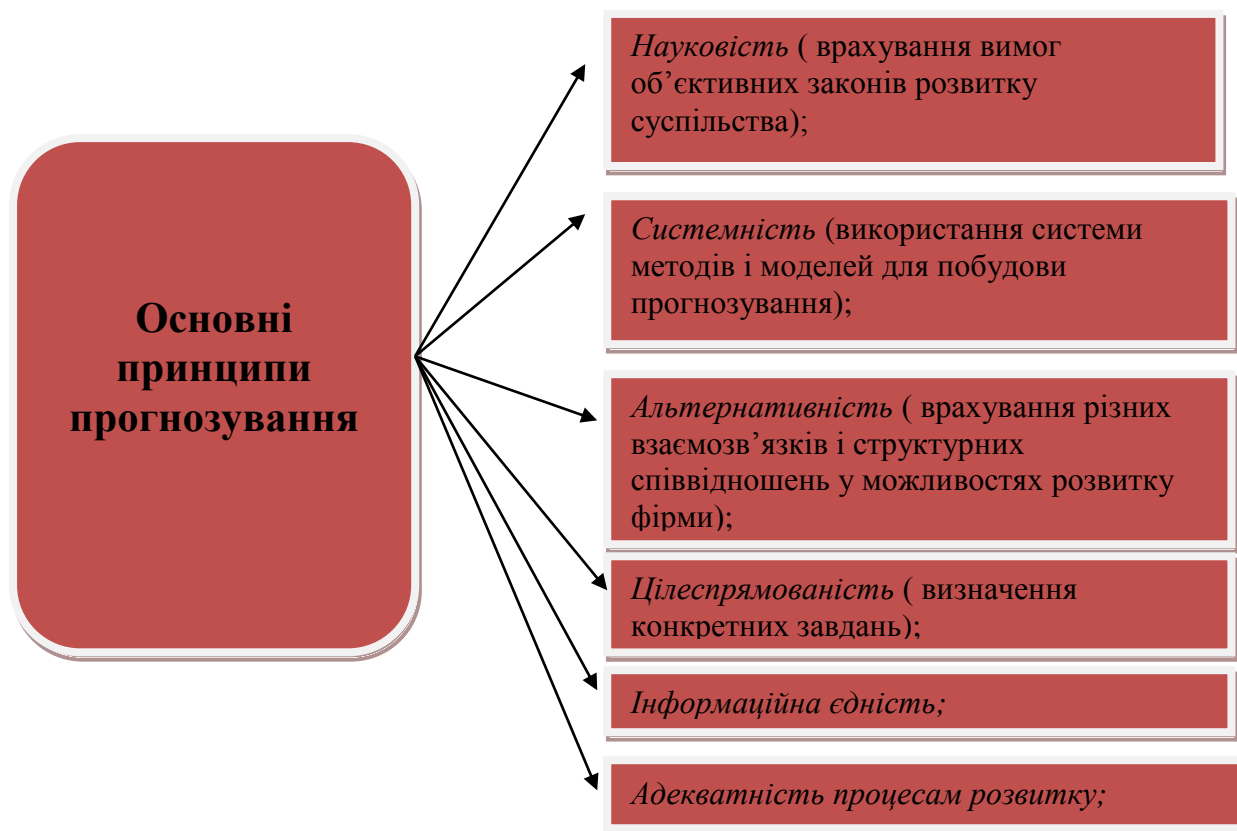 Основні
принципи
прогнозування
Науковість ( врахування вимог
об’єктивних законів розвитку
суспільства);
Системність (використання системи
методів і моделей для побудови
прогнозування);
Альтернативність ( врахування різних
взаємозв’язків і структурних
співвідношень у можливостях розвитку
фірми);
Цілеспрямованість ( визначення
конкретних завдань);
Інформаційна єдність;
Адекватність процесам розвитку;